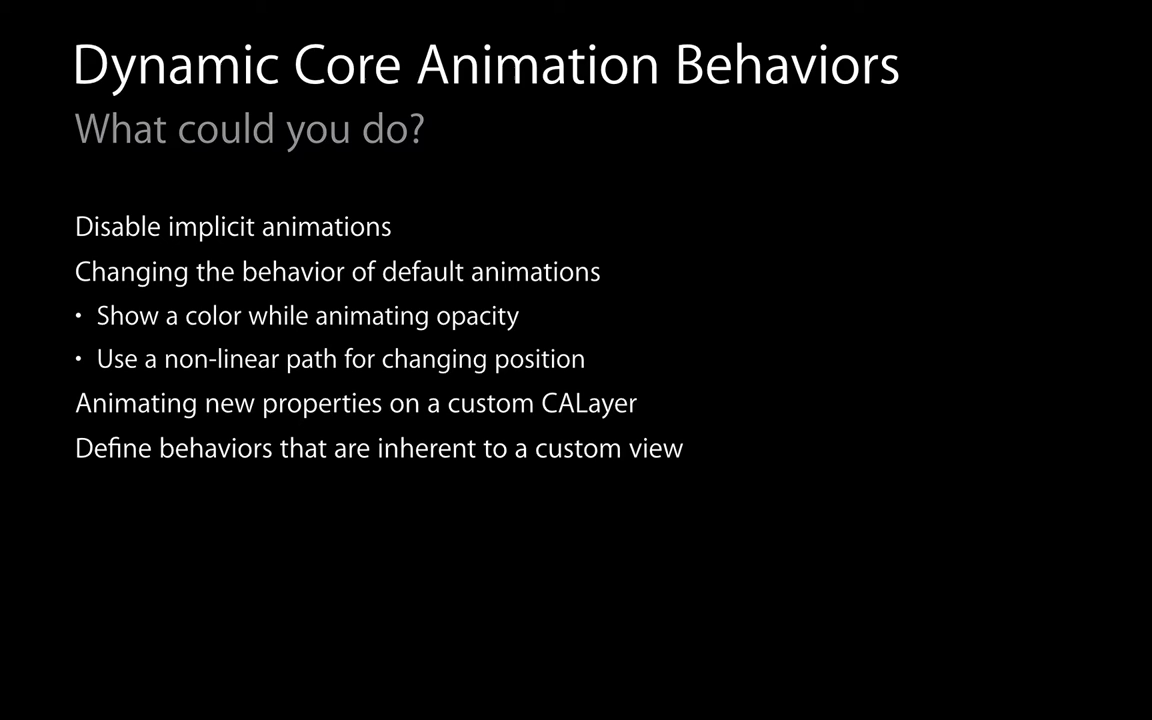 Dynamic Core Animation Behaviors
What could you do?
Disable implicit animations
Changing the behavior of default animations
• Show a color while animating opacity
• Use a non-linear path for changing position
Animating new properties on a custom CALayer
Define behaviors that are inherent to a custom view